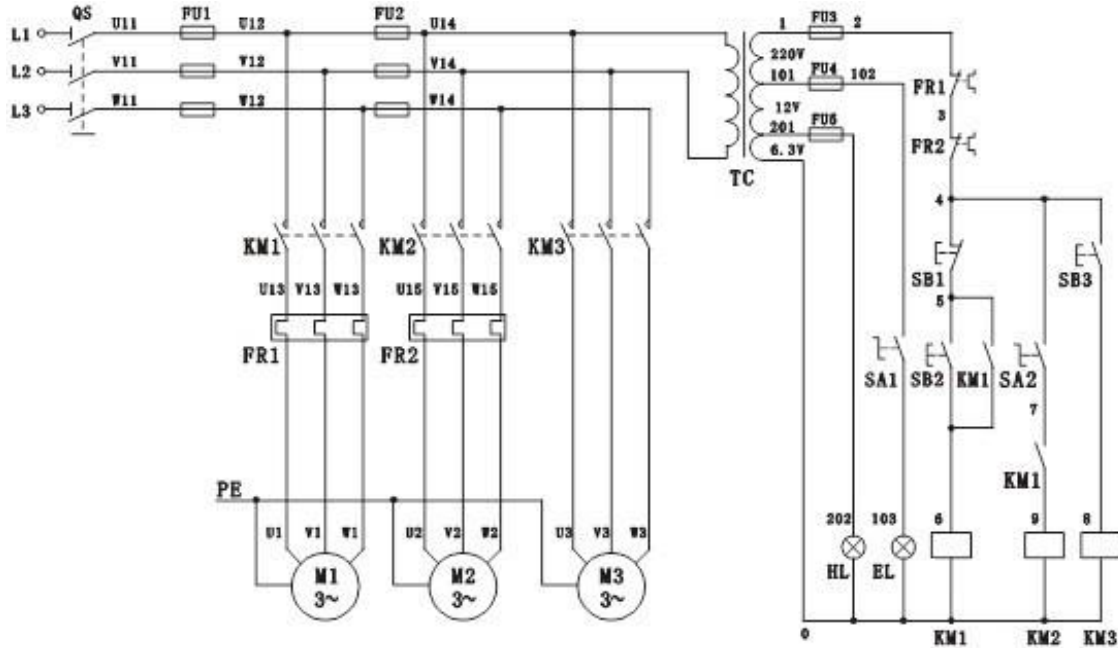 QS FU1 FU2 1 FU3 2
L1 U11 U12 U14
220V
L2 V11 V12 V14 101 FU4 102
FR1
L3 W11 W12 W14 12V
201 FU5 3
6.3V FR2
TC
4
KM1 KM2 KM3
SB1 SB3
U13 V13 W13 U15 V15 W15 5
FR1 FR2
SA1 SB2 KM1 SA2
7
KM1
PE
202 103 6 9 8
U1 V1 W1 U2 V2 W2 U3 V3 W3
M1 M2 M3
HL EL
3~ 3~ 3~
0 KM1 KM2 KM3